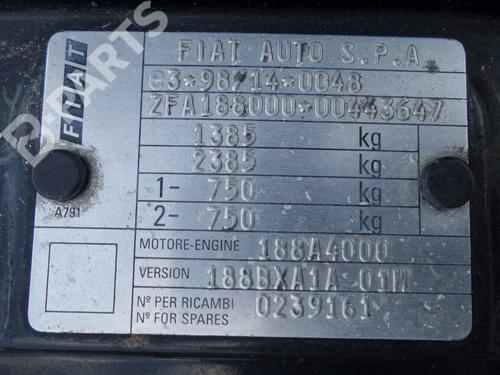 FIAT
FIAT AUTO S.P.A
e3*98/14*0048
ZFA188000*00443647
1385 kg
2385 kg
1- 750 kg
2- 750 kg
A791
MOTORE-ENGINE 188A4000
VERSION 188BXA1A 01M
Nº PER RICAMBI
Nº FOR SPARES 0239161
B-PARTS